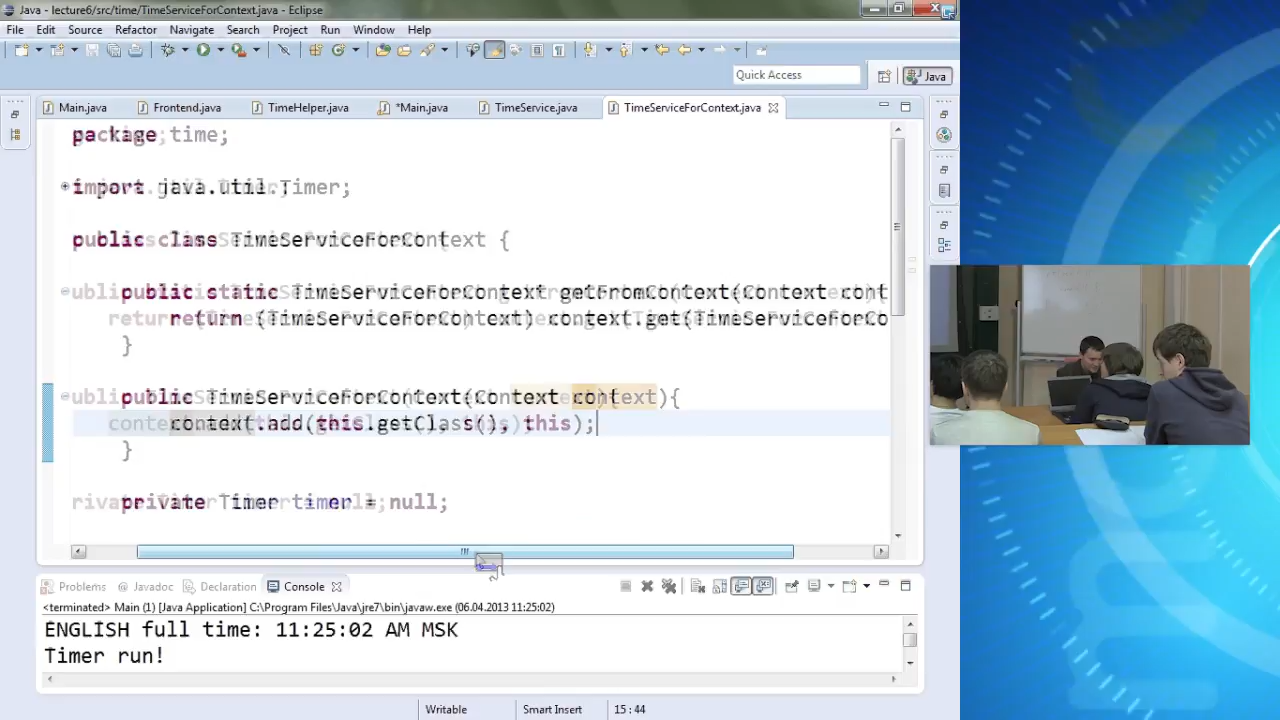 Java - lecture6/src/time/TimeServiceForContext.java - Eclipse
File Edit Source Refactor Navigate Search Project Run Window Help
Quick Access
Java
Main.java Frontend.java TimeHelper.java *Main.java TimeService.java TimeServiceForContext.java
package time;
import java.util.Timer;
public class TimeServiceForContext {
public static TimeServiceForContext getFromContext(Context cont
return (TimeServiceForContext) context.get(TimeServiceForCo
}
public TimeServiceForContext(Context context){
context.add(this.getClass(), this);
}
private Timer timer = null;
Problems @ Javadoc Declaration Console
<terminated> Main (1) [Java Application] C:\Program Files\Java\jre7\bin\javaw.exe (06.04.2013 11:25:02)
ENGLISH full time: 11:25:02 AM MSK
Timer run!
Writable Smart Insert 15 : 44